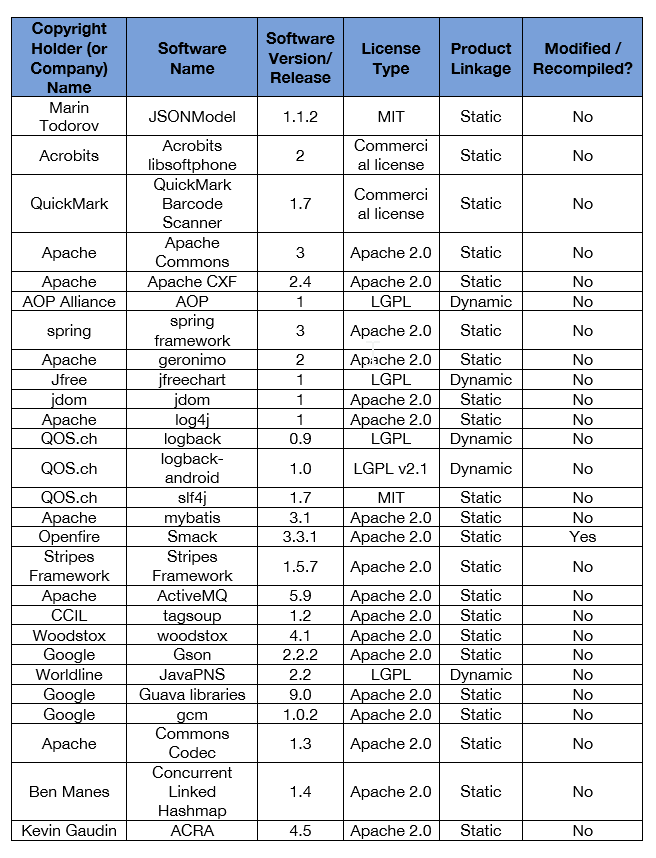 Copyright Holder (or Company) Name | Software Name | Software Version/ Release | License Type | Product Linkage | Modified / Recompiled?
Marin Todorov | JSONModel | 1.1.2 | MIT | Static | No
Acrobits | Acrobits libsoftphone | 2 | Commerci al license | Static | No
QuickMark | QuickMark Barcode Scanner | 1.7 | Commerci al license | Static | No
Apache | Apache Commons | 3 | Apache 2.0 | Static | No
Apache | Apache CXF | 2.4 | Apache 2.0 | Static | No
AOP Alliance | AOP | 1 | LGPL | Dynamic | No
spring | spring framework | 3 | Apache 2.0 | Static | No
Apache | geronimo | 2 | Apache 2.0 | Static | No
Jfree | jfreechart | 1 | LGPL | Dynamic | No
jdom | jdom | 1 | Apache 2.0 | Static | No
Apache | log4j | 1 | Apache 2.0 | Static | No
QOS.ch | logback | 0.9 | LGPL | Dynamic | No
QOS.ch | logback-android | 1.0 | LGPL v2.1 | Dynamic | No
QOS.ch | slf4j | 1.7 | MIT | Static | No
Apache | mybatis | 3.1 | Apache 2.0 | Static | No
Openfire | Smack | 3.3.1 | Apache 2.0 | Static | Yes
Stripes Framework | Stripes Framework | 1.5.7 | Apache 2.0 | Static | No
Apache | ActiveMQ | 5.9 | Apache 2.0 | Static | No
CCIL | tagsoup | 1.2 | Apache 2.0 | Static | No
Woodstox | woodstox | 4.1 | Apache 2.0 | Static | No
Google | Gson | 2.2.2 | Apache 2.0 | Static | No
Worldline | JavaPNS | 2.2 | LGPL | Dynamic | No
Google | Guava libraries | 9.0 | Apache 2.0 | Static | No
Google | gcm | 1.0.2 | Apache 2.0 | Static | No
Apache | Commons Codec | 1.3 | Apache 2.0 | Static | No
Ben Manes | Concurrent Linked Hashmap | 1.4 | Apache 2.0 | Static | No
Kevin Gaudin | ACRA | 4.5 | Apache 2.0 | Static | No